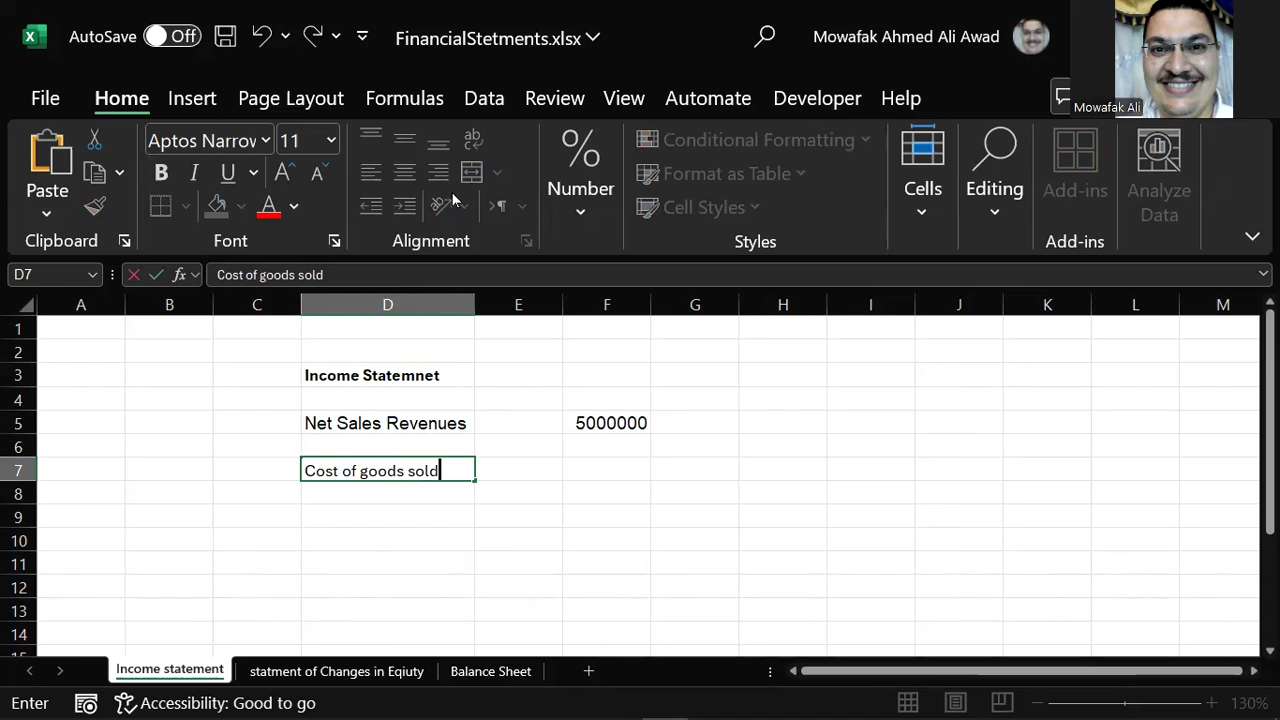 AutoSave Off FinancialStetments.xlsx Mowafak Ahmed Ali Awad
Mowafak Ali
File Home Insert Page Layout Formulas Data Review View Automate Developer Help
Paste
Clipboard
Aptos Narrow 11
B I U A A
A
Font
ab
Alignment
%
Number
Conditional Formatting
Format as Table
Cell Styles
Styles
Cells
Editing
Add-ins
Add-ins
Analyze
Data
D7 fx Cost of goods sold
A B C D E F G H I J K L M
1
2
3 Income Statemnet
4
5 Net Sales Revenues 5000000
6
7 Cost of goods sold
8
9
10
11
12
13
14
15
Income statement statment of Changes in Eqiuty Balance Sheet
Enter Accessibility: Good to go 130%